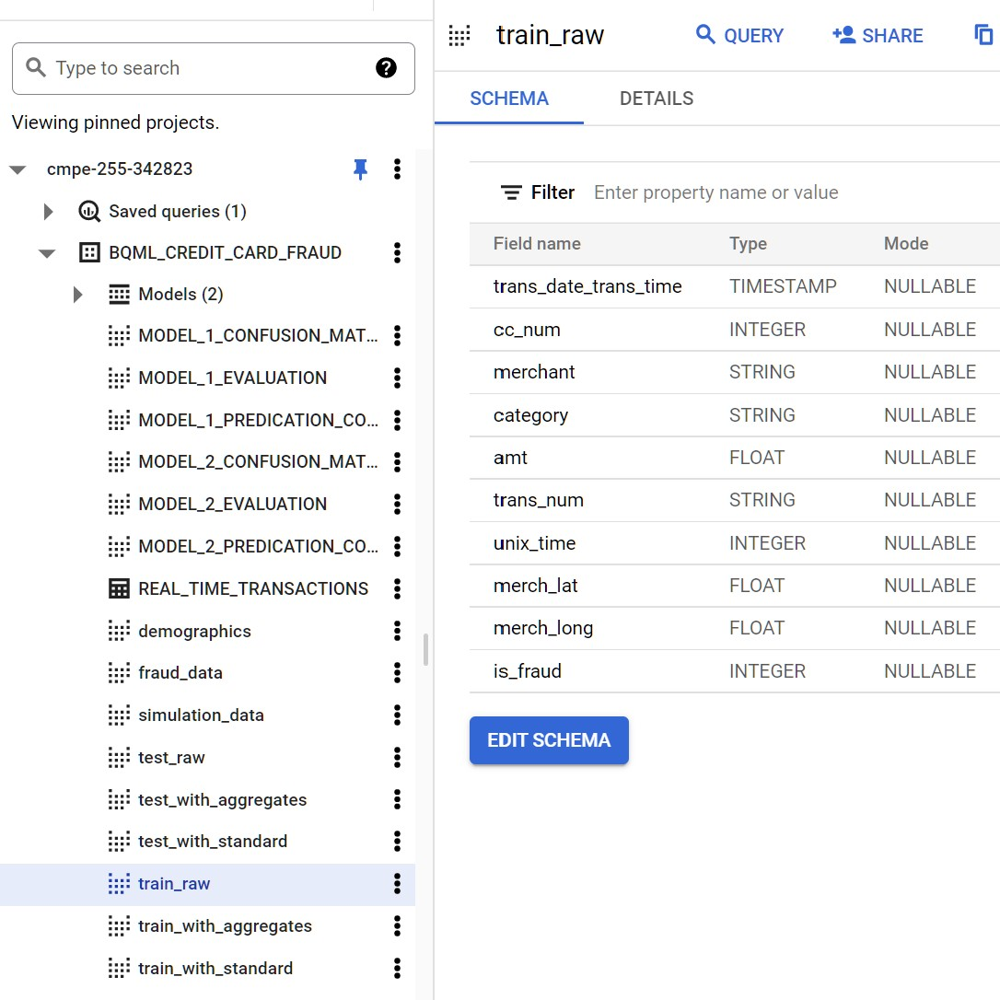 Type to search
Viewing pinned projects.
cmpe-255-342823
Saved queries (1)
BQML_CREDIT_CARD_FRAUD
Models (2)
MODEL_1_CONFUSION_MAT...
MODEL_1_EVALUATION
MODEL_1_PREDICATION_CO...
MODEL_2_CONFUSION_MAT...
MODEL_2_EVALUATION
MODEL_2_PREDICATION_CO...
REAL_TIME_TRANSACTIONS
demographics
fraud_data
simulation_data
test_raw
test_with_aggregates
test_with_standard
train_raw
train_with_aggregates
train_with_standard
train_raw QUERY SHARE
SCHEMA DETAILS
Filter Enter property name or value
Field name Type Mode
trans_date_trans_time TIMESTAMP NULLABLE
cc_num INTEGER NULLABLE
merchant STRING NULLABLE
category STRING NULLABLE
amt FLOAT NULLABLE
trans_num STRING NULLABLE
unix_time INTEGER NULLABLE
merch_lat FLOAT NULLABLE
merch_long FLOAT NULLABLE
is_fraud INTEGER NULLABLE
EDIT SCHEMA